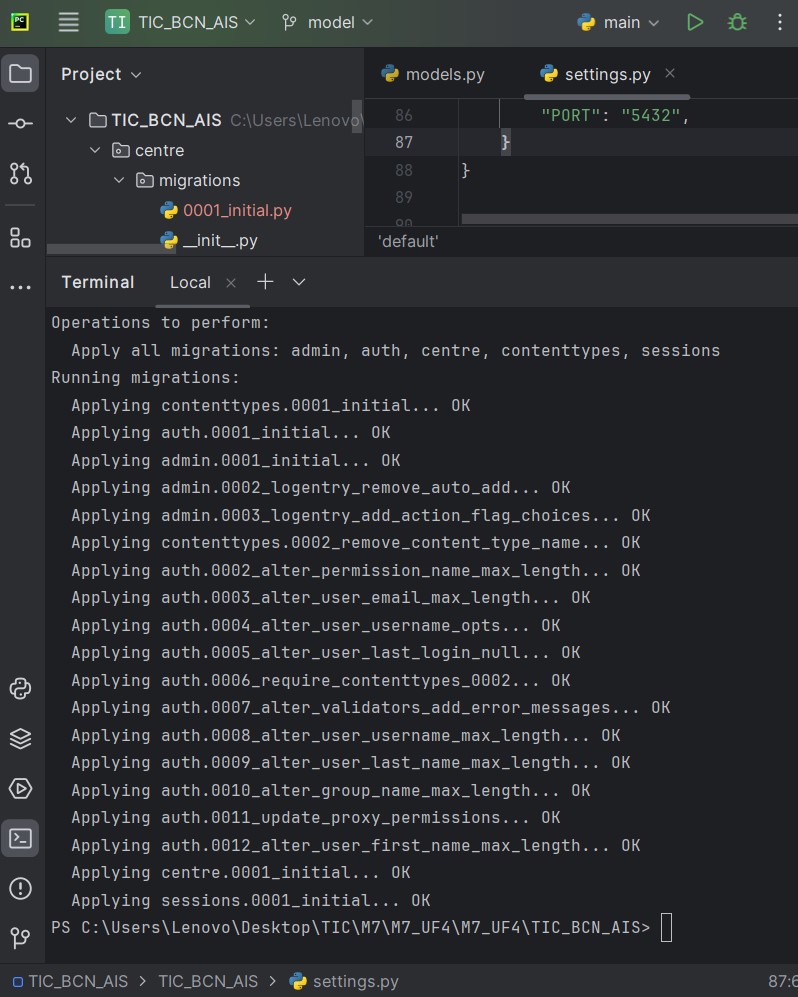 PC
TI TIC_BCN_AIS model main
Project
models.py settings.py
TIC_BCN_AIS C:\Users\Lenovo\
centre
migrations
0001_initial.py
__init__.py
86 "PORT": "5432",
87 }
88 }
89
90
'default'
Terminal Local
Operations to perform:
Apply all migrations: admin, auth, centre, contenttypes, sessions
Running migrations:
Applying contenttypes.0001_initial... OK
Applying auth.0001_initial... OK
Applying admin.0001_initial... OK
Applying admin.0002_logentry_remove_auto_add... OK
Applying admin.0003_logentry_add_action_flag_choices... OK
Applying contenttypes.0002_remove_content_type_name... OK
Applying auth.0002_alter_permission_name_max_length... OK
Applying auth.0003_alter_user_email_max_length... OK
Applying auth.0004_alter_user_username_opts... OK
Applying auth.0005_alter_user_last_login_null... OK
Applying auth.0006_require_contenttypes_0002... OK
Applying auth.0007_alter_validators_add_error_messages... OK
Applying auth.0008_alter_user_username_max_length... OK
Applying auth.0009_alter_user_last_name_max_length... OK
Applying auth.0010_alter_group_name_max_length... OK
Applying auth.0011_update_proxy_permissions... OK
Applying auth.0012_alter_user_first_name_max_length... OK
Applying centre.0001_initial... OK
Applying sessions.0001_initial... OK
PS C:\Users\Lenovo\Desktop\TIC\M7\M7_UF4\M7_UF4\TIC_BCN_AIS>
TIC_BCN_AIS > TIC_BCN_AIS > settings.py 87:6